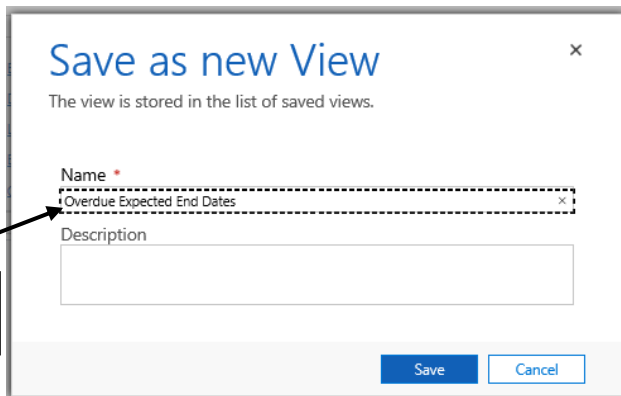 Save as new View
The view is stored in the list of saved views.
Name *
Overdue Expected End Dates
Description
Save Cancel